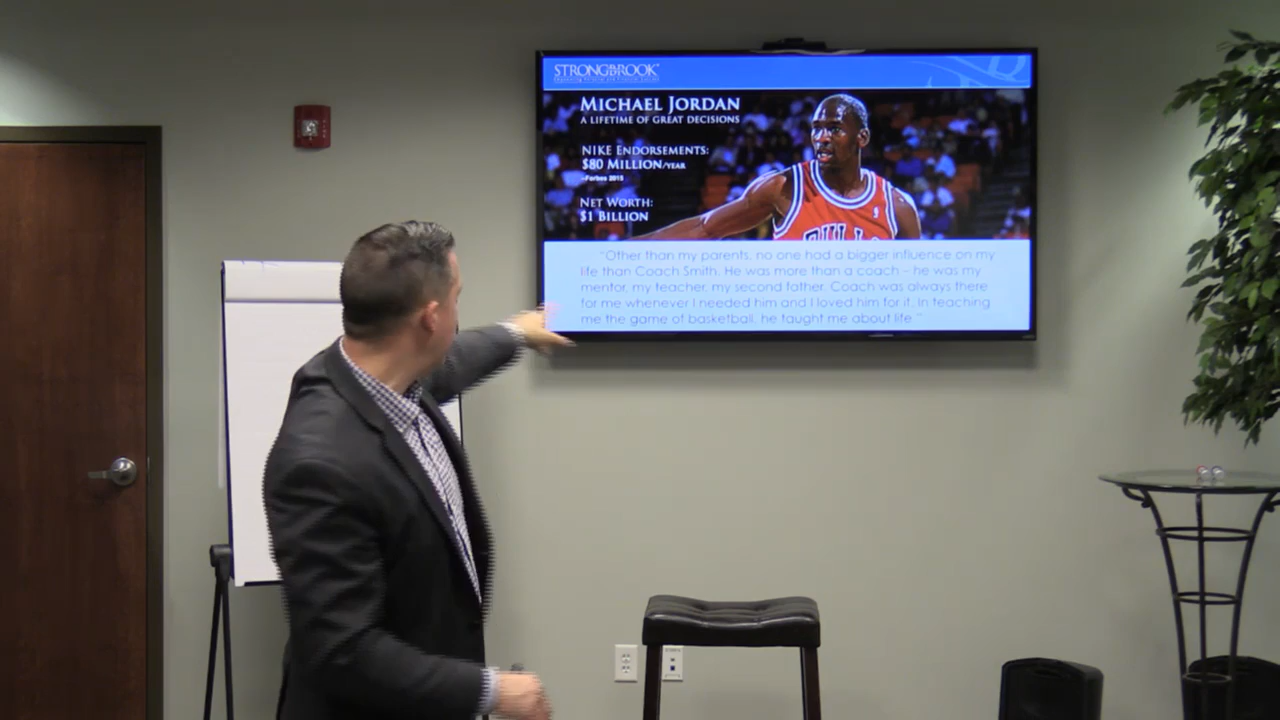 STRONGBROOK
MICHAEL JORDAN
A LIFETIME OF GREAT DECISIONS
NIKE ENDORSEMENTS:
$80 MILLION/YEAR
–Forbes 2015
NET WORTH:
$1 BILLION
BULLS
"Other than my parents, no one had a bigger influence on my
life than Coach Smith. He was more than a coach – he was my
mentor, my teacher, my second father. Coach was always there
for me whenever I needed him and I loved him for it. In teaching
me the game of basketball, he taught me about life."